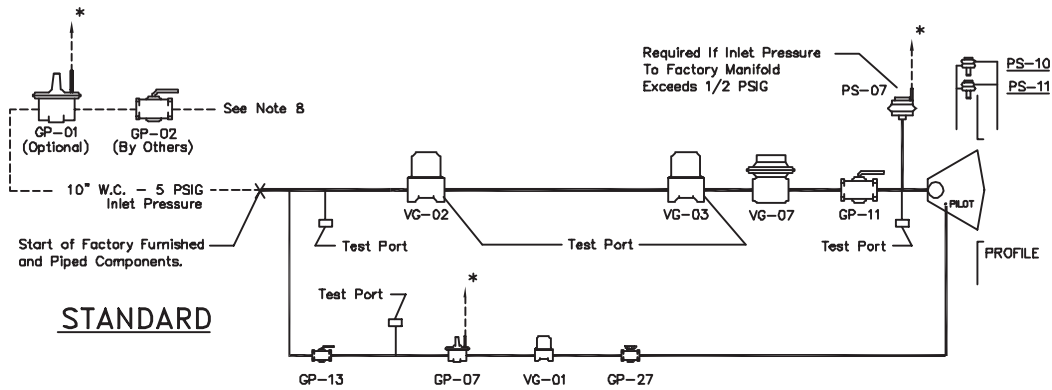 *
*
Required If Inlet Pressure
To Factory Manifold
Exceeds 1/2 PSIG
PS-07
PS-10
PS-11
GP-01
(Optional)
GP-02
(By Others)
See Note 8
10" W.C. - 5 PSIG
Inlet Pressure
VG-02
VG-03
VG-07
GP-11
PILOT
Start of Factory Furnished
and Piped Components.
Test Port
Test Port
Test Port
PROFILE
STANDARD
Test Port
*
GP-13
GP-07
VG-01
GP-27